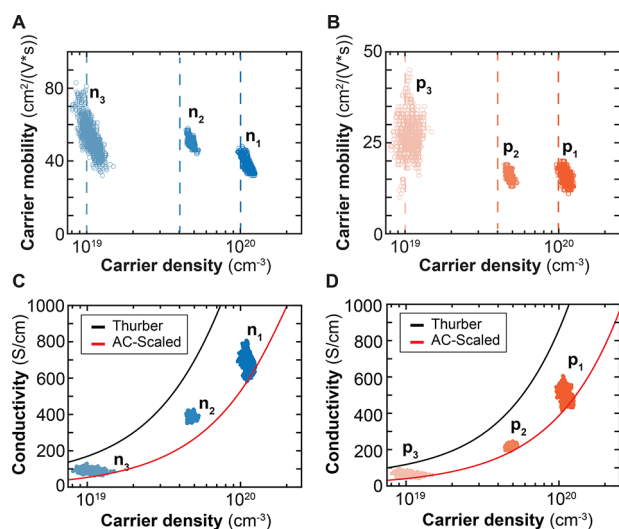 A
B
Carrier mobility (cm²/(V*s))
80
40
0
n₃
n₂
n₁
10¹⁹
10²⁰
Carrier density (cm⁻³)
Carrier mobility (cm²/(V*s))
50
25
0
p₃
p₂
p₁
10¹⁹
10²⁰
Carrier density (cm⁻³)
C
D
Conductivity (S/cm)
1000
800
600
400
200
0
Thurber
AC-Scaled
n₁
n₂
n₃
10¹⁹
10²⁰
Carrier density (cm⁻³)
Conductivity (S/cm)
1000
800
600
400
200
0
Thurber
AC-Scaled
p₁
p₂
p₃
10¹⁹
10²⁰
Carrier density (cm⁻³)